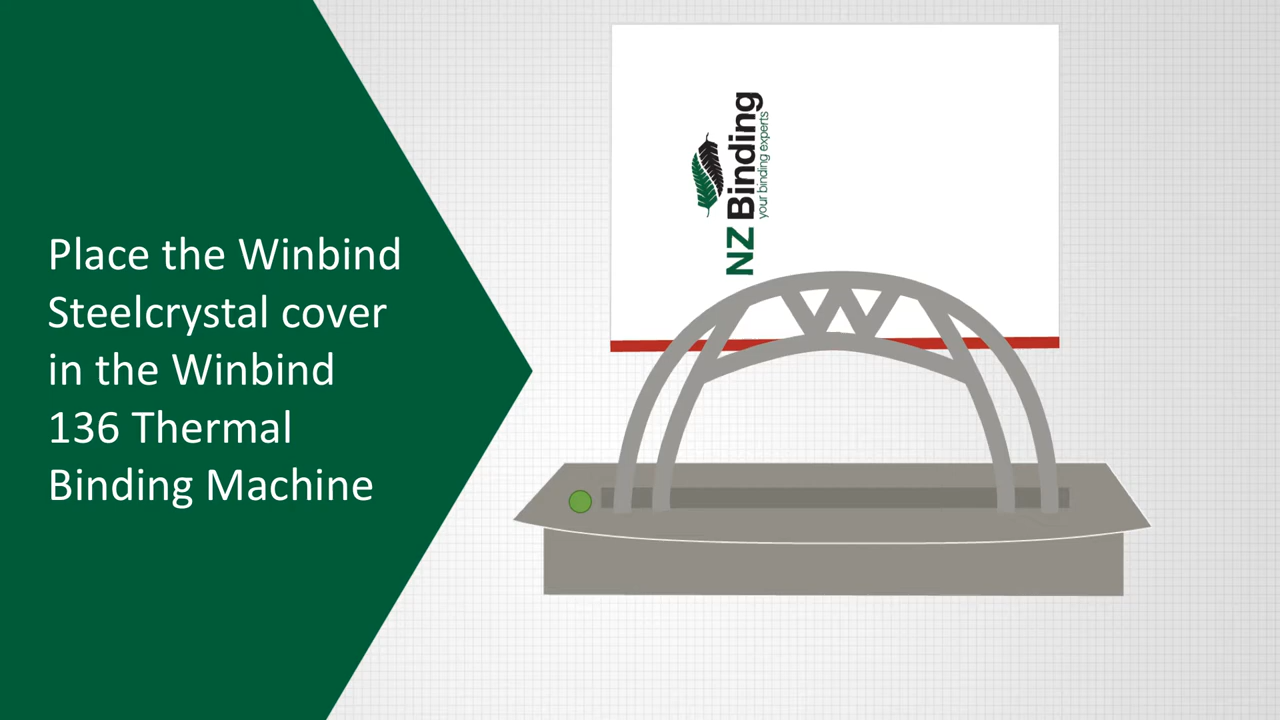 Place the Winbind
Steelcrystal cover
in the Winbind
136 Thermal
Binding Machine
NZ Binding
your binding experts